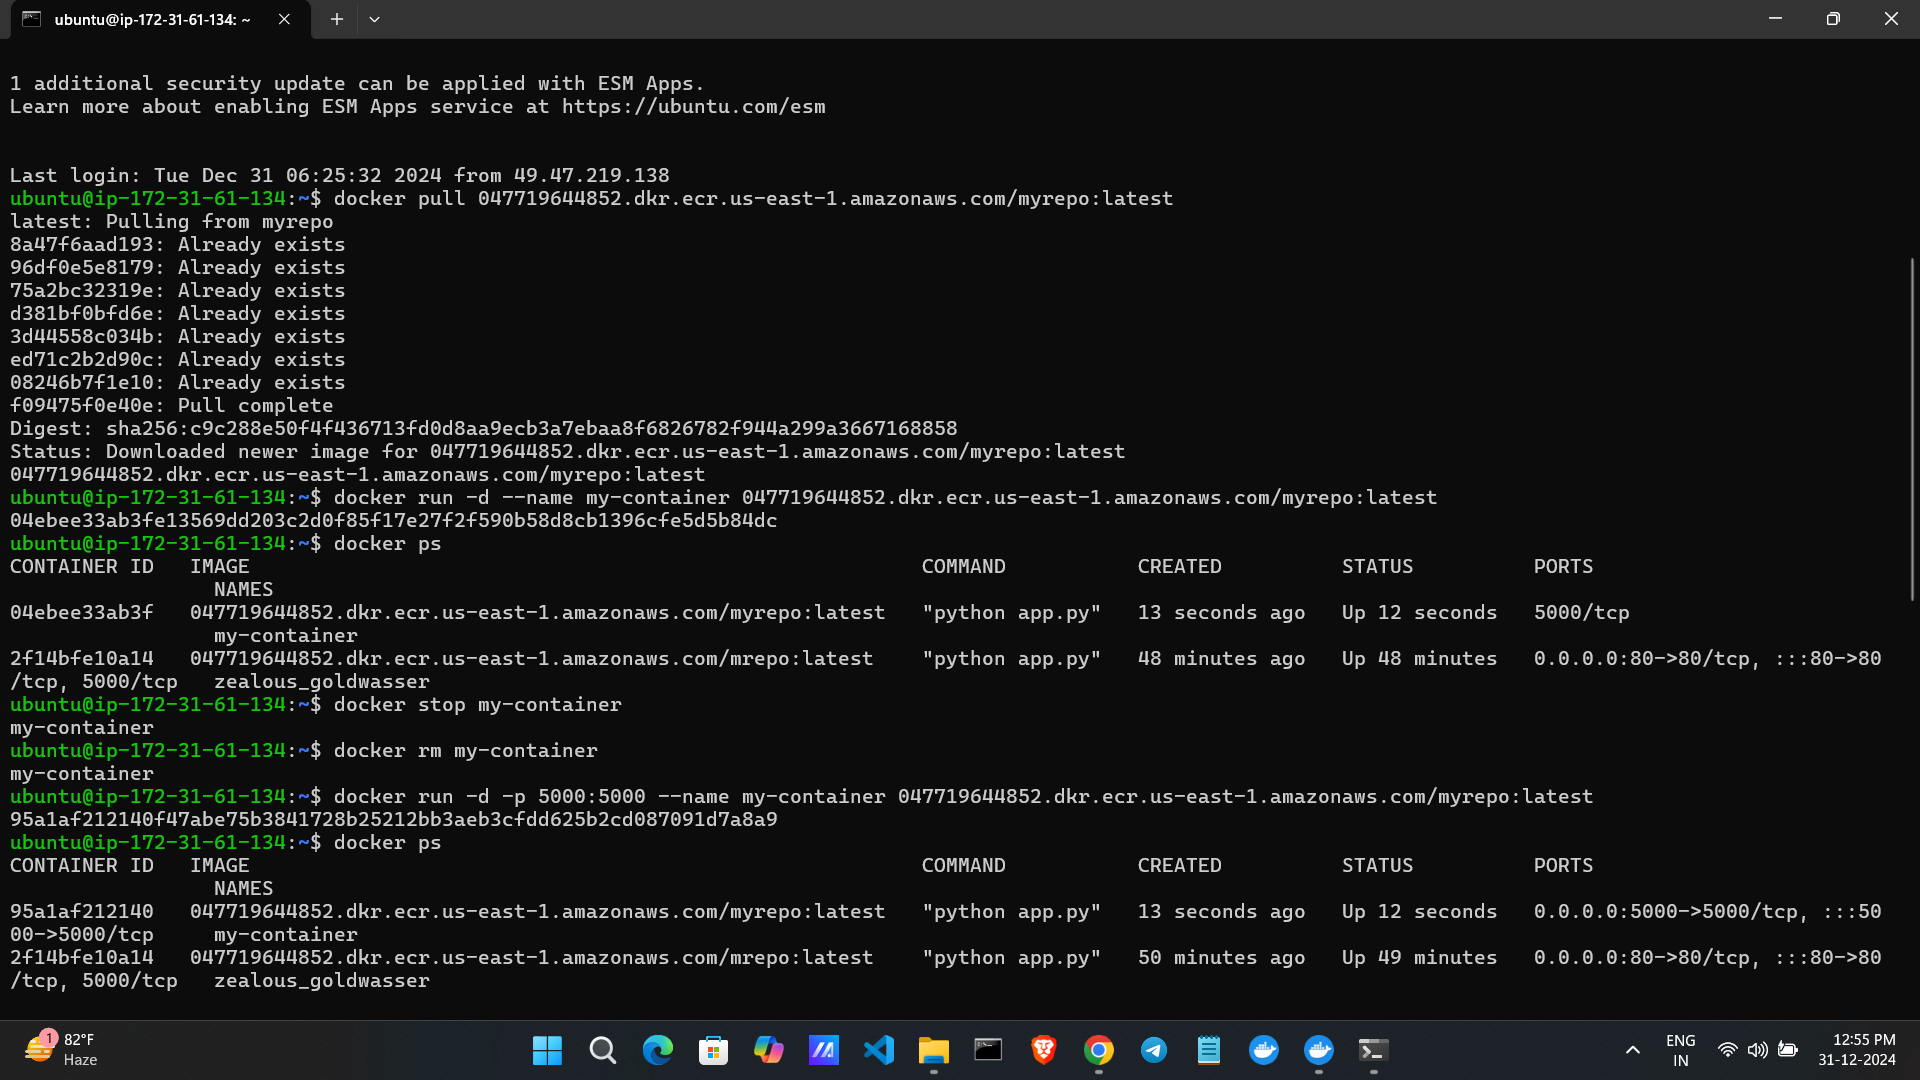 ubuntu@ip-172-31-61-134: ~
1 additional security update can be applied with ESM Apps.
Learn more about enabling ESM Apps service at https://ubuntu.com/esm
Last login: Tue Dec 31 06:25:32 2024 from 49.47.219.138
ubuntu@ip-172-31-61-134:~$ docker pull 047719644852.dkr.ecr.us-east-1.amazonaws.com/myrepo:latest
latest: Pulling from myrepo
8a47f6aad193: Already exists
96df0e5e8179: Already exists
75a2bc32319e: Already exists
d381bf0bfd6e: Already exists
3d44558c034b: Already exists
ed71c2b2d90c: Already exists
08246b7f1e10: Already exists
f09475f0e40e: Pull complete
Digest: sha256:c9c288e50f4f436713fd0d8aa9ecb3a7ebaa8f6826782f944a299a3667168858
Status: Downloaded newer image for 047719644852.dkr.ecr.us-east-1.amazonaws.com/myrepo:latest
047719644852.dkr.ecr.us-east-1.amazonaws.com/myrepo:latest
ubuntu@ip-172-31-61-134:~$ docker run -d --name my-container 047719644852.dkr.ecr.us-east-1.amazonaws.com/myrepo:latest
04ebee33ab3fe13569dd203c2d0f85f17e27f2f590b58d8cb1396cfe5d5b84dc
ubuntu@ip-172-31-61-134:~$ docker ps
CONTAINER ID   IMAGE   COMMAND   CREATED   STATUS   PORTS
NAMES
04ebee33ab3f   047719644852.dkr.ecr.us-east-1.amazonaws.com/myrepo:latest   "python app.py"   13 seconds ago   Up 12 seconds   5000/tcp
my-container
2f14bfe10a14   047719644852.dkr.ecr.us-east-1.amazonaws.com/mrepo:latest   "python app.py"   48 minutes ago   Up 48 minutes   0.0.0.0:80->80/tcp, :::80->80
/tcp, 5000/tcp   zealous_goldwasser
ubuntu@ip-172-31-61-134:~$ docker stop my-container
my-container
ubuntu@ip-172-31-61-134:~$ docker rm my-container
my-container
ubuntu@ip-172-31-61-134:~$ docker run -d -p 5000:5000 --name my-container 047719644852.dkr.ecr.us-east-1.amazonaws.com/myrepo:latest
95a1af212140f47abe75b3841728b25212bb3aeb3cfdd625b2cd087091d7a8a9
ubuntu@ip-172-31-61-134:~$ docker ps
CONTAINER ID   IMAGE   COMMAND   CREATED   STATUS   PORTS
NAMES
95a1af212140   047719644852.dkr.ecr.us-east-1.amazonaws.com/myrepo:latest   "python app.py"   13 seconds ago   Up 12 seconds   0.0.0.0:5000->5000/tcp, :::50
00->5000/tcp   my-container
2f14bfe10a14   047719644852.dkr.ecr.us-east-1.amazonaws.com/mrepo:latest   "python app.py"   50 minutes ago   Up 49 minutes   0.0.0.0:80->80/tcp, :::80->80
/tcp, 5000/tcp   zealous_goldwasser
1
82°F
Haze
ENG
IN
12:55 PM
31-12-2024